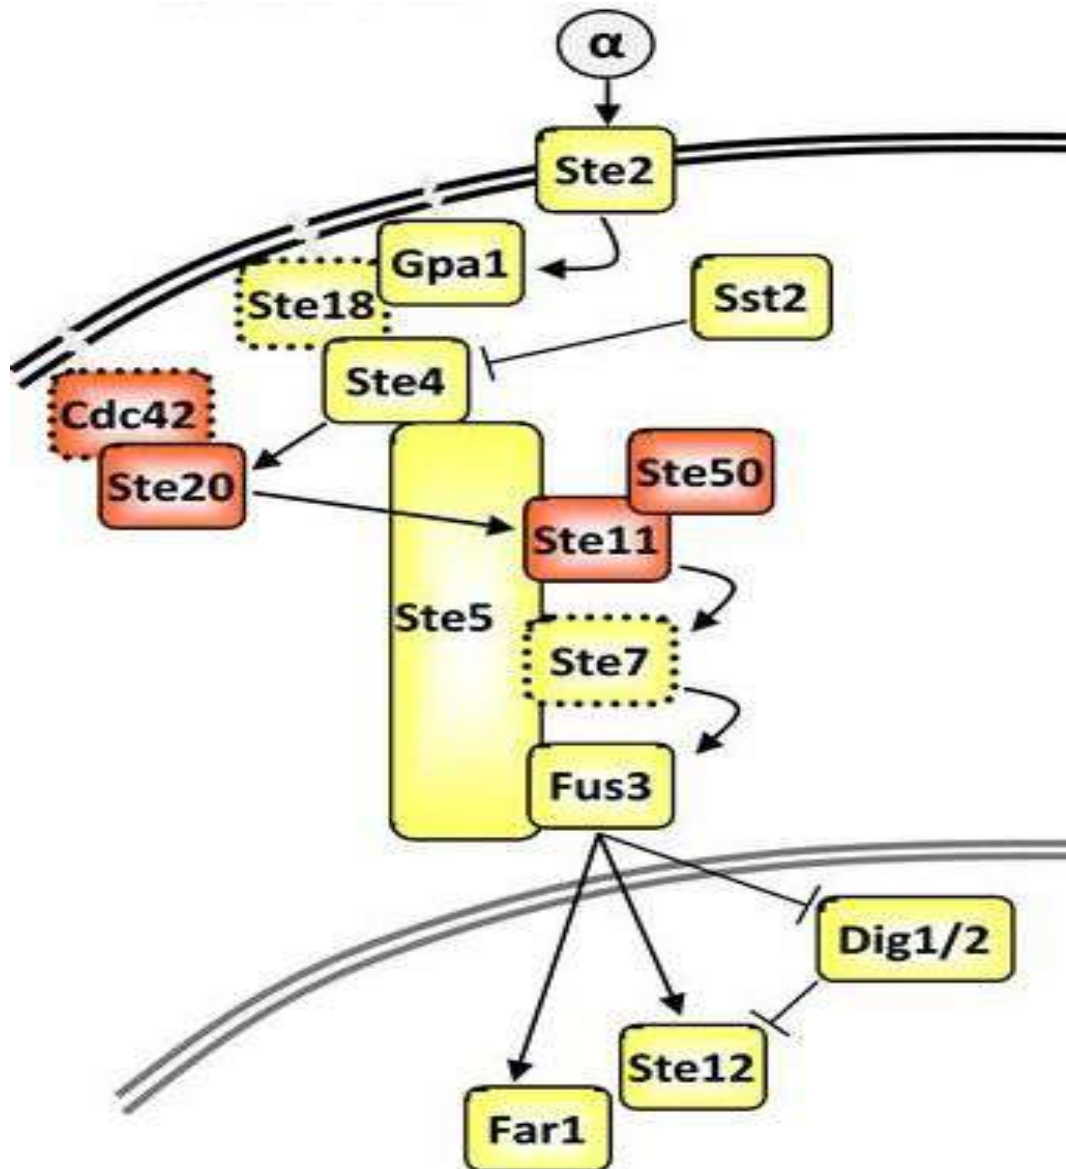 α
Ste2
Gpa1
Ste18
Sst2
Ste4
Cdc42
Ste20
Ste50
Ste11
Ste5
Ste7
Fus3
Dig1/2
Ste12
Far1